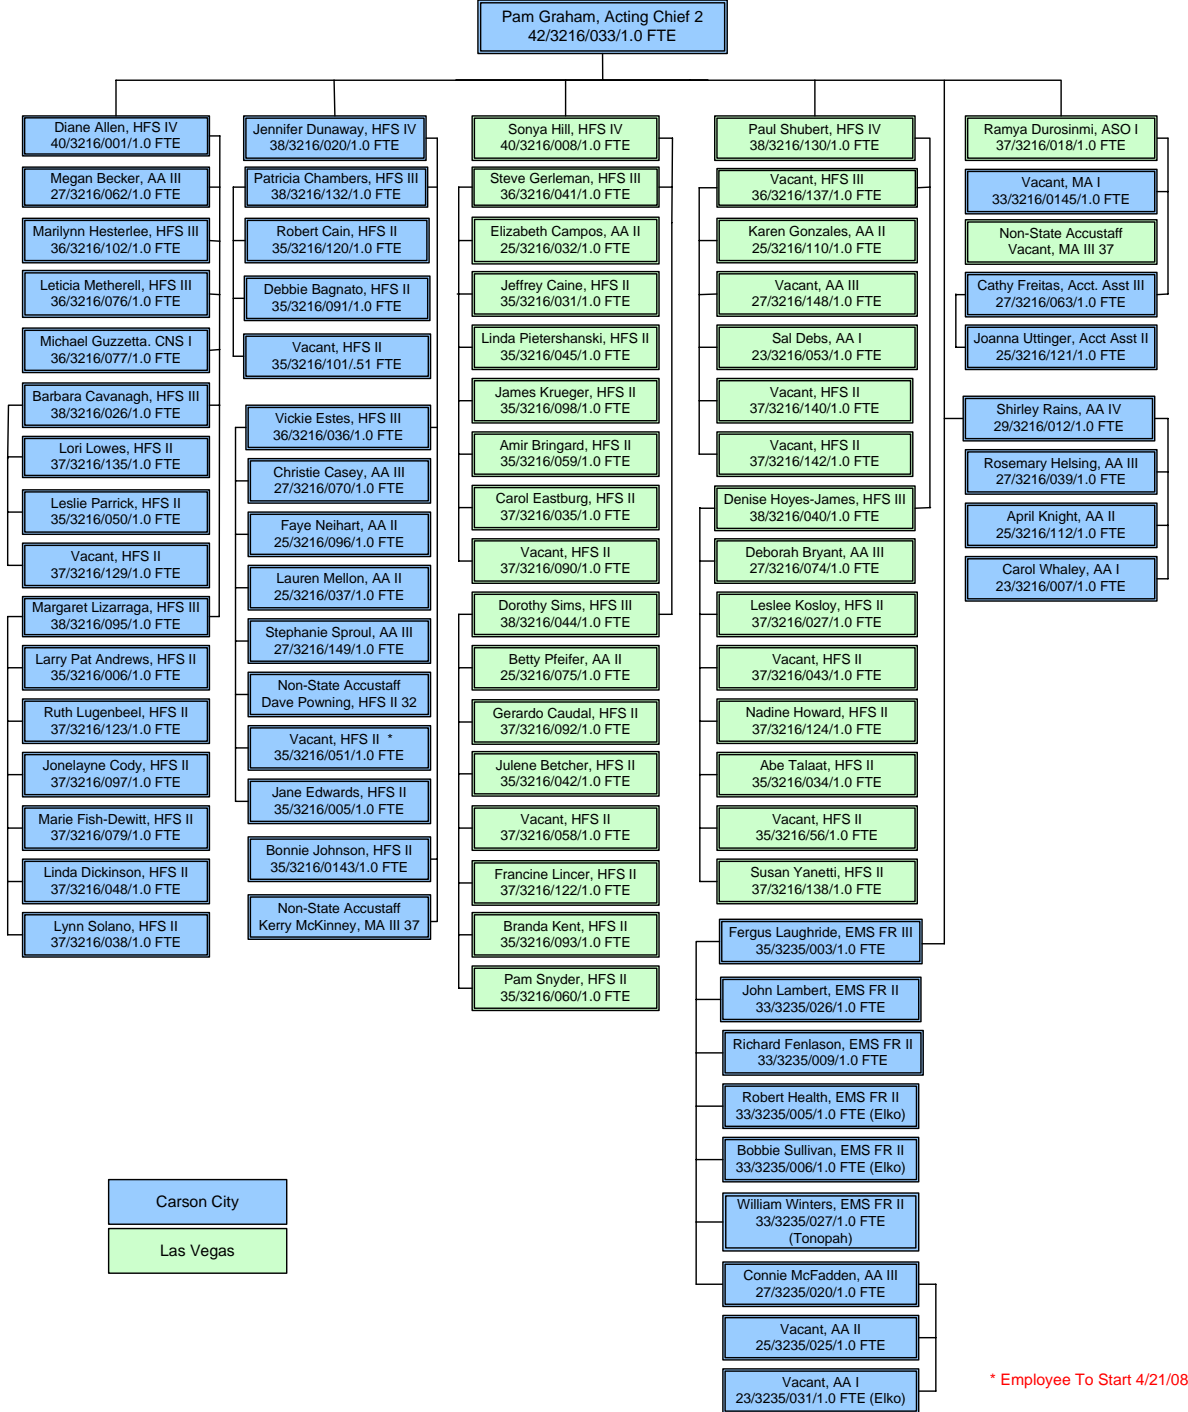 Pam Graham, Acting Chief 2
42/3216/033/1.0 FTE
Diane Allen, HFS IV
40/3216/001/1.0 FTE
Megan Becker, AA III
27/3216/062/1.0 FTE
Marilynn Hesterlee, HFS III
36/3216/102/1.0 FTE
Leticia Metherell, HFS III
36/3216/076/1.0 FTE
Michael Guzzetta. CNS I
36/3216/077/1.0 FTE
Barbara Cavanagh, HFS III
38/3216/026/1.0 FTE
Lori Lowes, HFS II
37/3216/135/1.0 FTE
Leslie Parrick, HFS II
35/3216/050/1.0 FTE
Vacant, HFS II
37/3216/129/1.0 FTE
Margaret Lizarraga, HFS III
38/3216/095/1.0 FTE
Larry Pat Andrews, HFS II
35/3216/006/1.0 FTE
Ruth Lugenbeel, HFS II
37/3216/123/1.0 FTE
Jonelayne Cody, HFS II
37/3216/097/1.0 FTE
Marie Fish-Dewitt, HFS II
37/3216/079/1.0 FTE
Linda Dickinson, HFS II
37/3216/048/1.0 FTE
Lynn Solano, HFS II
37/3216/038/1.0 FTE
Jennifer Dunaway, HFS IV
38/3216/020/1.0 FTE
Patricia Chambers, HFS III
38/3216/132/1.0 FTE
Robert Cain, HFS II
35/3216/120/1.0 FTE
Debbie Bagnato, HFS II
35/3216/091/1.0 FTE
Vacant, HFS II
35/3216/101/.51 FTE
Vickie Estes, HFS III
36/3216/036/1.0 FTE
Christie Casey, AA III
27/3216/070/1.0 FTE
Faye Neihart, AA II
25/3216/096/1.0 FTE
Lauren Mellon, AA II
25/3216/037/1.0 FTE
Stephanie Sproul, AA III
27/3216/149/1.0 FTE
Non-State Accustaff
Dave Powning, HFS II 32
Vacant, HFS II *
35/3216/051/1.0 FTE
Jane Edwards, HFS II
35/3216/005/1.0 FTE
Bonnie Johnson, HFS II
35/3216/0143/1.0 FTE
Non-State Accustaff
Kerry McKinney, MA III 37
Sonya Hill, HFS IV
40/3216/008/1.0 FTE
Steve Gerleman, HFS III
36/3216/041/1.0 FTE
Elizabeth Campos, AA II
25/3216/032/1.0 FTE
Jeffrey Caine, HFS II
35/3216/031/1.0 FTE
Linda Pietershanski, HFS II
35/3216/045/1.0 FTE
James Krueger, HFS II
35/3216/098/1.0 FTE
Amir Bringard, HFS II
35/3216/059/1.0 FTE
Carol Eastburg, HFS II
37/3216/035/1.0 FTE
Vacant, HFS II
37/3216/090/1.0 FTE
Dorothy Sims, HFS III
38/3216/044/1.0 FTE
Betty Pfeifer, AA II
25/3216/075/1.0 FTE
Gerardo Caudal, HFS II
37/3216/092/1.0 FTE
Julene Betcher, HFS II
35/3216/042/1.0 FTE
Vacant, HFS II
37/3216/058/1.0 FTE
Francine Lincer, HFS II
37/3216/122/1.0 FTE
Branda Kent, HFS II
35/3216/093/1.0 FTE
Pam Snyder, HFS II
35/3216/060/1.0 FTE
Paul Shubert, HFS IV
38/3216/130/1.0 FTE
Vacant, HFS III
36/3216/137/1.0 FTE
Karen Gonzales, AA II
25/3216/110/1.0 FTE
Vacant, AA III
27/3216/148/1.0 FTE
Sal Debs, AA I
23/3216/053/1.0 FTE
Vacant, HFS II
37/3216/140/1.0 FTE
Vacant, HFS II
37/3216/142/1.0 FTE
Denise Hoyes-James, HFS III
38/3216/040/1.0 FTE
Deborah Bryant, AA III
27/3216/074/1.0 FTE
Leslee Kosloy, HFS II
37/3216/027/1.0 FTE
Vacant, HFS II
37/3216/043/1.0 FTE
Nadine Howard, HFS II
37/3216/124/1.0 FTE
Abe Talaat, HFS II
35/3216/034/1.0 FTE
Vacant, HFS II
35/3216/56/1.0 FTE
Susan Yanetti, HFS II
37/3216/138/1.0 FTE
Fergus Laughride, EMS FR III
35/3235/003/1.0 FTE
John Lambert, EMS FR II
33/3235/026/1.0 FTE
Richard Fenlason, EMS FR II
33/3235/009/1.0 FTE
Robert Health, EMS FR II
33/3235/005/1.0 FTE (Elko)
Bobbie Sullivan, EMS FR II
33/3235/006/1.0 FTE (Elko)
William Winters, EMS FR II
33/3235/027/1.0 FTE
(Tonopah)
Connie McFadden, AA III
27/3235/020/1.0 FTE
Vacant, AA II
25/3235/025/1.0 FTE
Vacant, AA I
23/3235/031/1.0 FTE (Elko)
Ramya Durosinmi, ASO I
37/3216/018/1.0 FTE
Vacant, MA I
33/3216/0145/1.0 FTE
Non-State Accustaff
Vacant, MA III 37
Cathy Freitas, Acct. Asst III
27/3216/063/1.0 FTE
Joanna Uttinger, Acct Asst II
25/3216/121/1.0 FTE
Shirley Rains, AA IV
29/3216/012/1.0 FTE
Rosemary Helsing, AA III
27/3216/039/1.0 FTE
April Knight, AA II
25/3216/112/1.0 FTE
Carol Whaley, AA I
23/3216/007/1.0 FTE
Carson City
Las Vegas
* Employee To Start 4/21/08